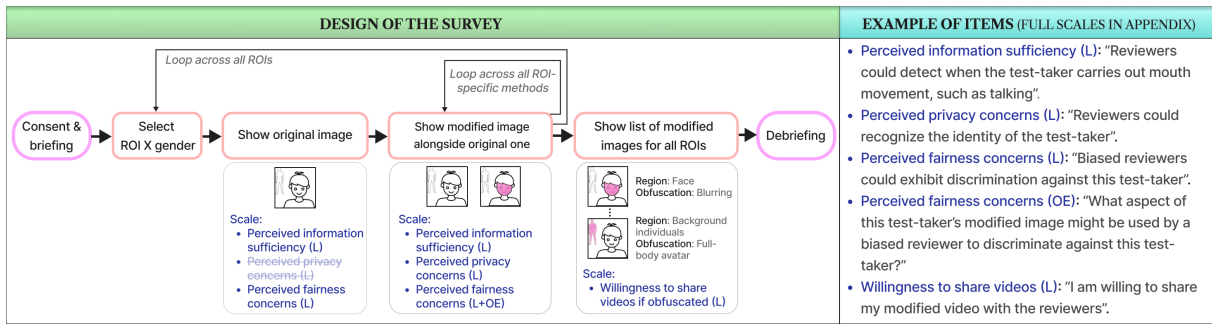 DESIGN OF THE SURVEY
Loop across all ROIs
Loop across all ROI-
specific methods
Consent &
briefing
Select
ROI X gender
Show original image
Show modified image
alongside original one
Show list of modified
images for all ROIs
Debriefing
Scale:
• Perceived information
sufficiency (L)
• Perceived privacy
concerns (L)
• Perceived fairness
concerns (L)
Scale:
• Perceived information
sufficiency (L)
• Perceived privacy
concerns (L)
• Perceived fairness
concerns (L+OE)
Region: Face
Obfuscation: Blurring
Region: Background
individuals
Obfuscation: Full-
body avatar
Scale:
• Willingness to share
videos if obfuscated (L)
EXAMPLE OF ITEMS (FULL SCALES IN APPENDIX)
• Perceived information sufficiency (L): “Reviewers
could detect when the test-taker carries out mouth
movement, such as talking”.
• Perceived privacy concerns (L): “Reviewers could
recognize the identity of the test-taker”.
• Perceived fairness concerns (L): “Biased reviewers
could exhibit discrimination against this test-taker”.
• Perceived fairness concerns (OE): “What aspect of
this test-taker’s modified image might be used by a
biased reviewer to discriminate against this test-
taker?”
• Willingness to share videos (L): “I am willing to share
my modified video with the reviewers”.